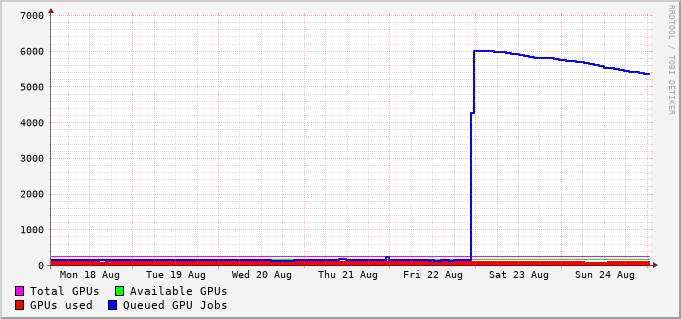 7000
6000
5000
4000
3000
2000
1000
0
Mon 18 Aug Tue 19 Aug Wed 20 Aug Thu 21 Aug Fri 22 Aug Sat 23 Aug Sun 24 Aug
Total GPUs Available GPUs
GPUs used Queued GPU Jobs
RRDTOOL / TOBI OETIKER